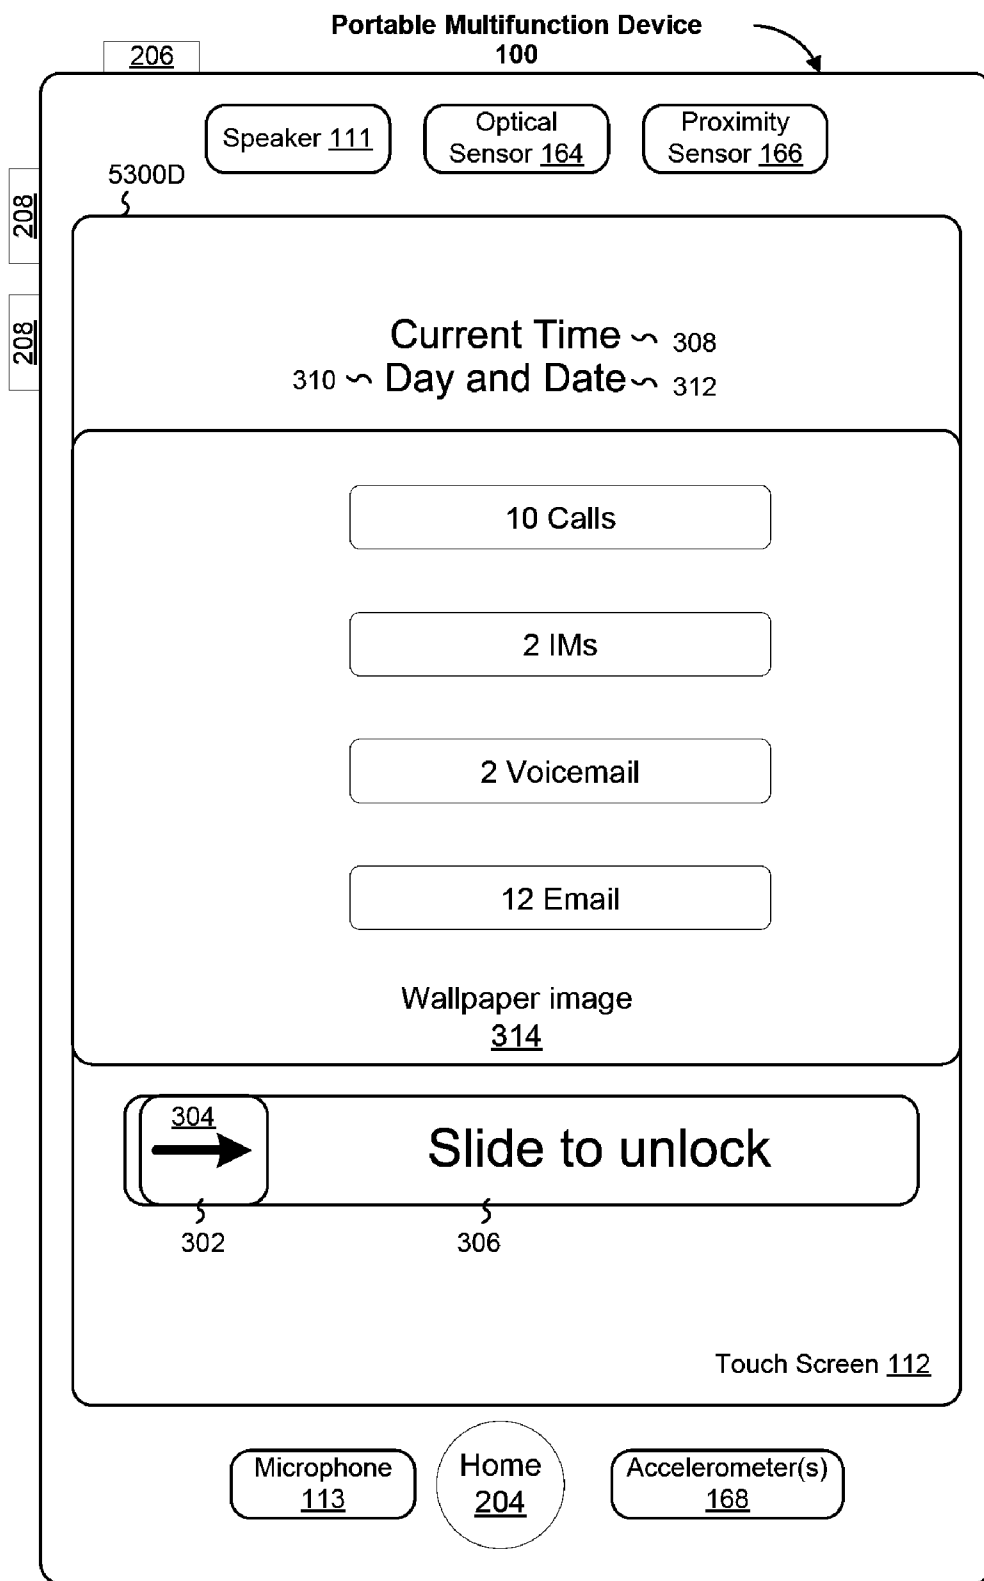 Portable Multifunction Device
100
206
Speaker 111
Optical
Sensor 164
Proximity
Sensor 166
5300D
208
208
Current Time 308
310 Day and Date 312
10 Calls
2 IMs
2 Voicemail
12 Email
Wallpaper image
314
304
Slide to unlock
302
306
Touch Screen 112
Microphone
113
Home
204
Accelerometer(s)
168